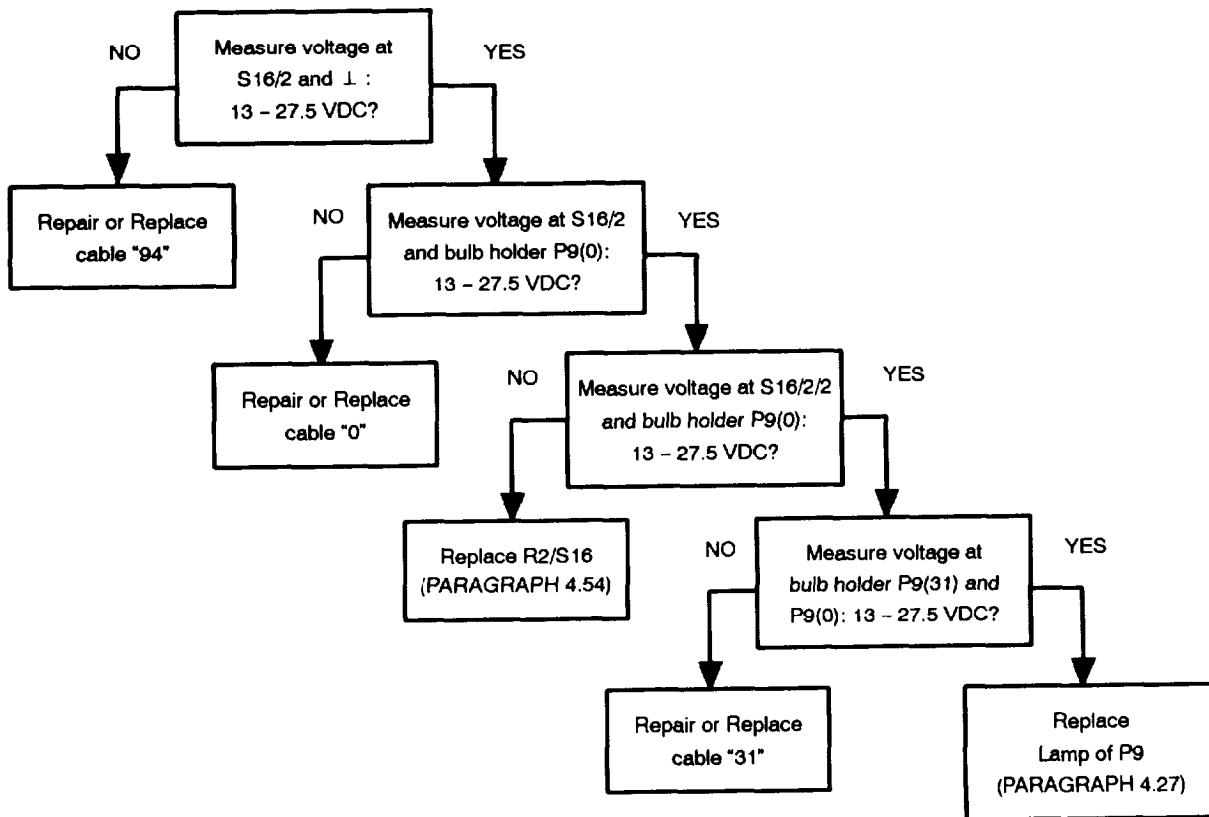 NO
Measure voltage at
S16/2 and ⊥ :
13 – 27.5 VDC?
YES
Repair or Replace
cable "94"
NO
Measure voltage at S16/2
and bulb holder P9(0):
13 – 27.5 VDC?
YES
Repair or Replace
cable "0"
NO
Measure voltage at S16/2/2
and bulb holder P9(0):
13 – 27.5 VDC?
YES
Replace R2/S16
(PARAGRAPH 4.54)
NO
Measure voltage at
bulb holder P9(31) and
P9(0): 13 – 27.5 VDC?
YES
Repair or Replace
cable "31"
Replace
Lamp of P9
(PARAGRAPH 4.27)